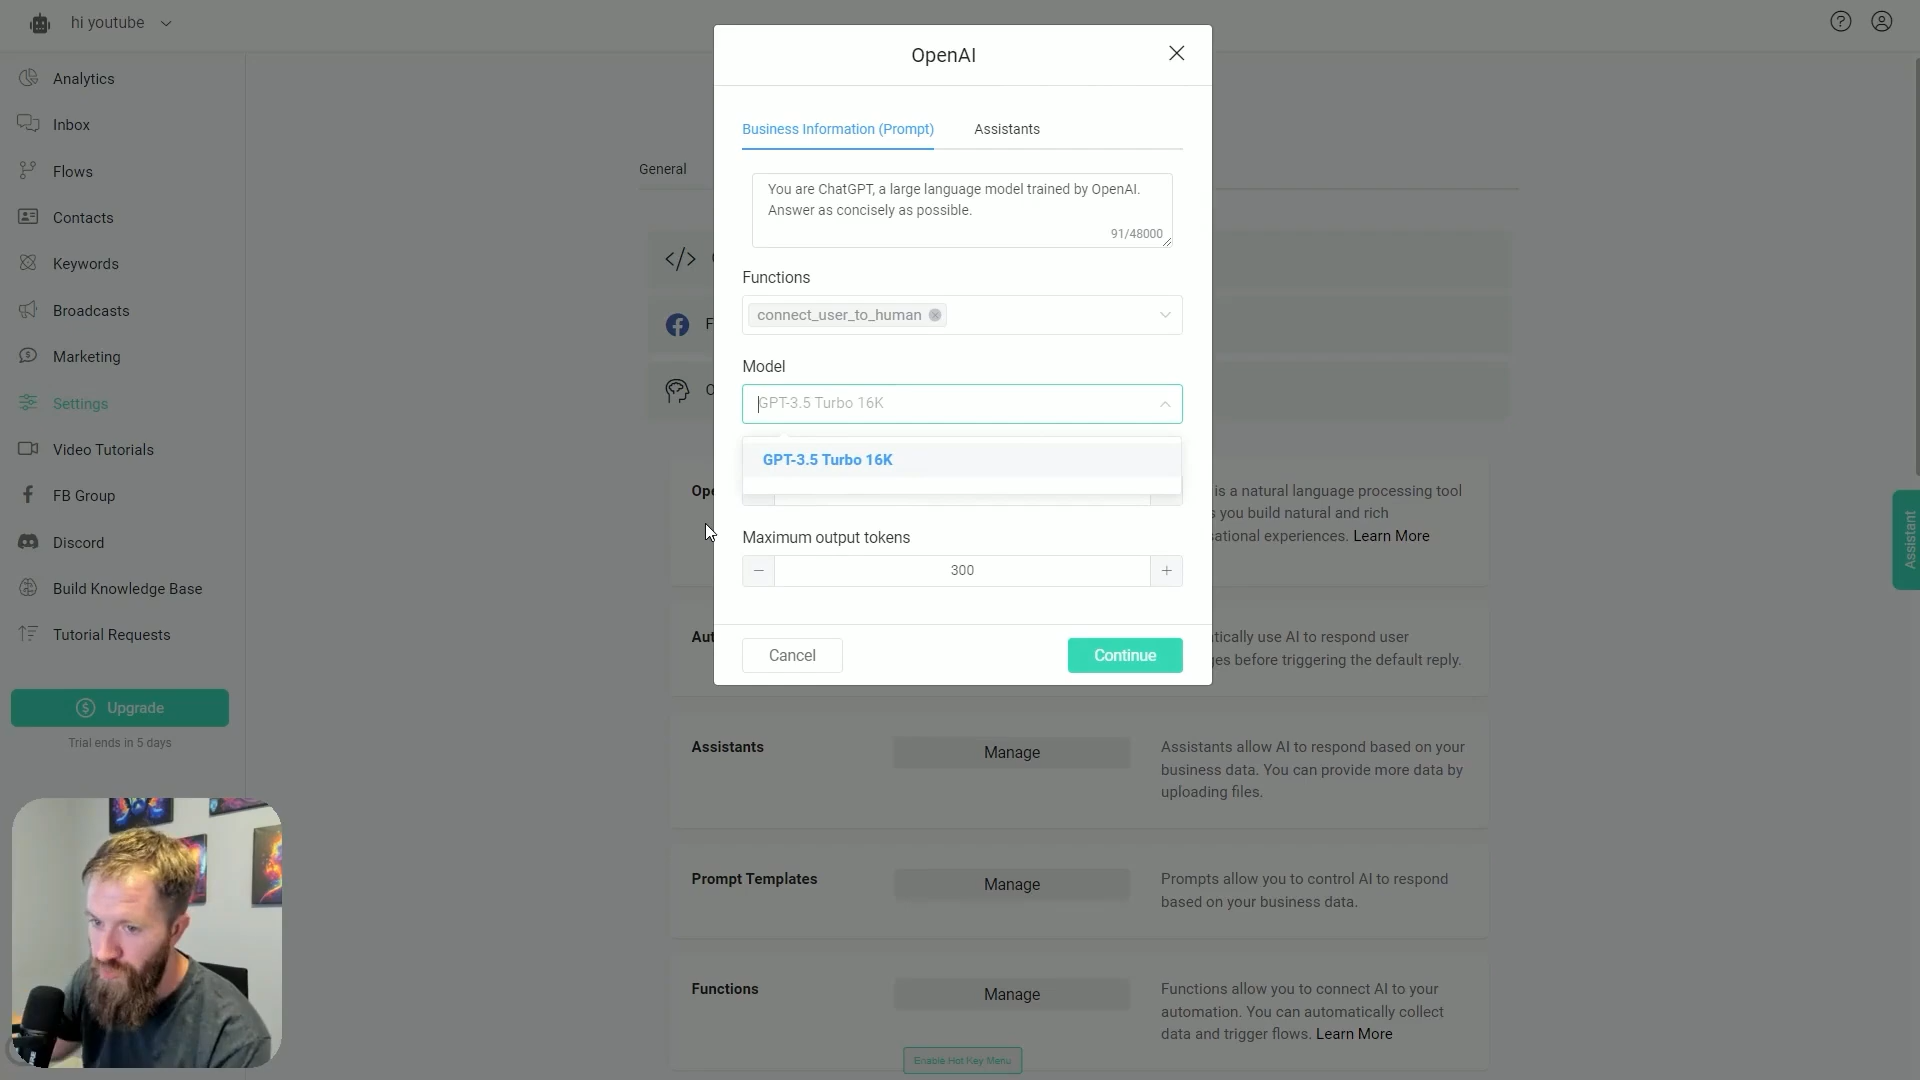 hi youtube
Analytics
Inbox
Flows
Contacts
Keywords
Broadcasts
Marketing
Settings
Video Tutorials
FB Group
Discord
Build Knowledge Base
Tutorial Requests
Upgrade
Trial ends in 5 days
General
OpenAI
Business Information (Prompt)
Assistants
You are ChatGPT, a large language model trained by OpenAI.
Answer as concisely as possible.
91/48000
Functions
connect_user_to_human
Model
GPT-3.5 Turbo 16K
GPT-3.5 Turbo 16K
Maximum output tokens
300
Cancel
Continue
is a natural language processing tool
you build natural and rich
Learn More
use AI to respond user
before triggering the default reply.
Assistants
Manage
Assistants allow AI to respond based on your
business data. You can provide more data by
uploading files.
Prompt Templates
Manage
Prompts allow you to control AI to respond
based on your business data.
Functions
Manage
Functions allow you to connect AI to your
automation. You can automatically collect
data and trigger flows. Learn More
Enable Hot Key Menu
Assistant